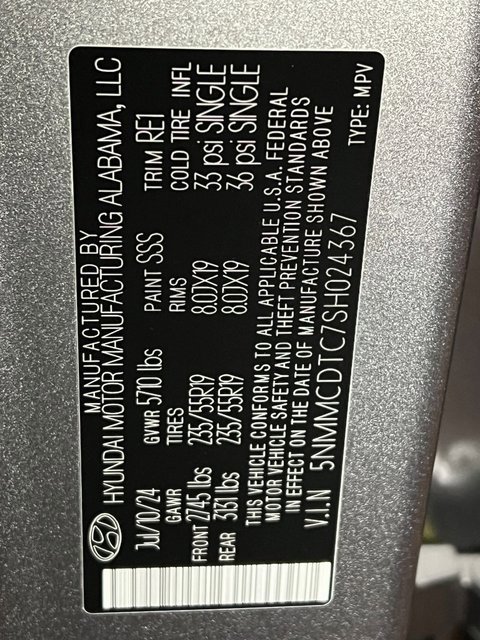 MANUFACTURED BY
HYUNDAI MOTOR MANUFACTURING ALABAMA, LLC
Jul/10/24 GVWR 5710 lbs PAINT SSS TRIM RE1
GAWR TIRES RIMS COLD TIRE INFL
FRONT 2745 lbs 235/55R19 8.0JX19 33 psi SINGLE
REAR 3131 lbs 235/55R19 8.0JX19 36 psi SINGLE
THIS VEHICLE CONFORMS TO ALL APPLICABLE U.S.A. FEDERAL
MOTOR VEHICLE SAFETY AND THEFT PREVENTION STANDARDS
IN EFFECT ON THE DATE OF MANUFACTURE SHOWN ABOVE
V.I.N 5NMMCDTC7SH024367 TYPE: MPV